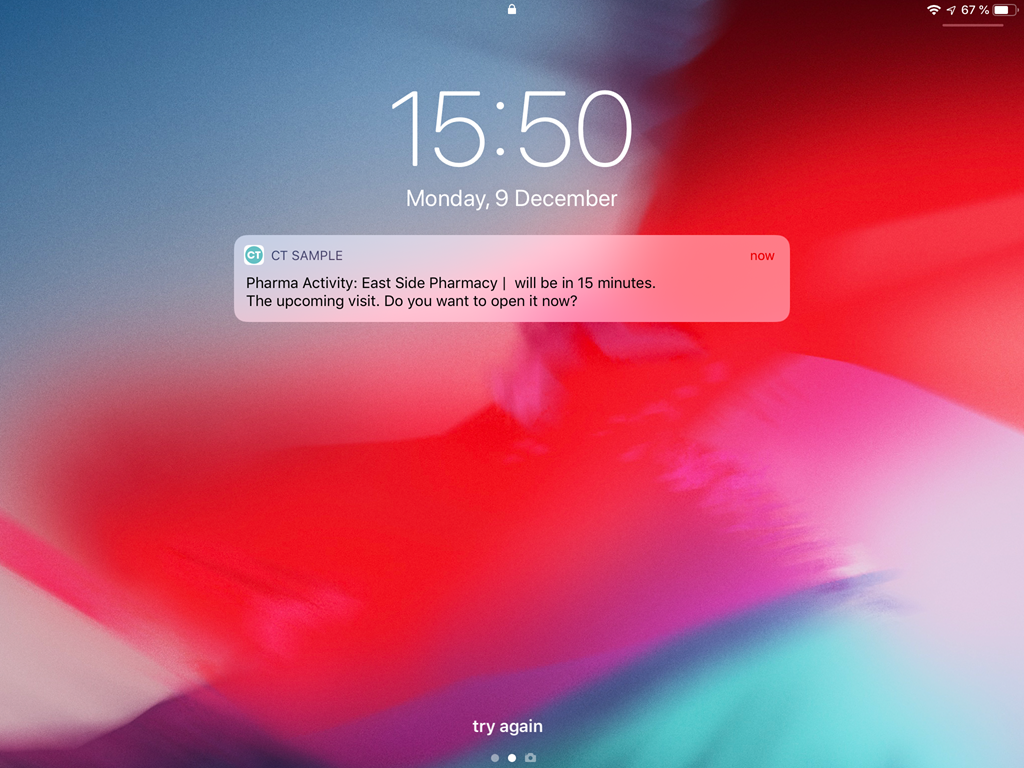 67 %
15:50
Monday, 9 December
CT CT SAMPLE now
Pharma Activity: East Side Pharmacy |  will be in 15 minutes.
The upcoming visit. Do you want to open it now?
try again